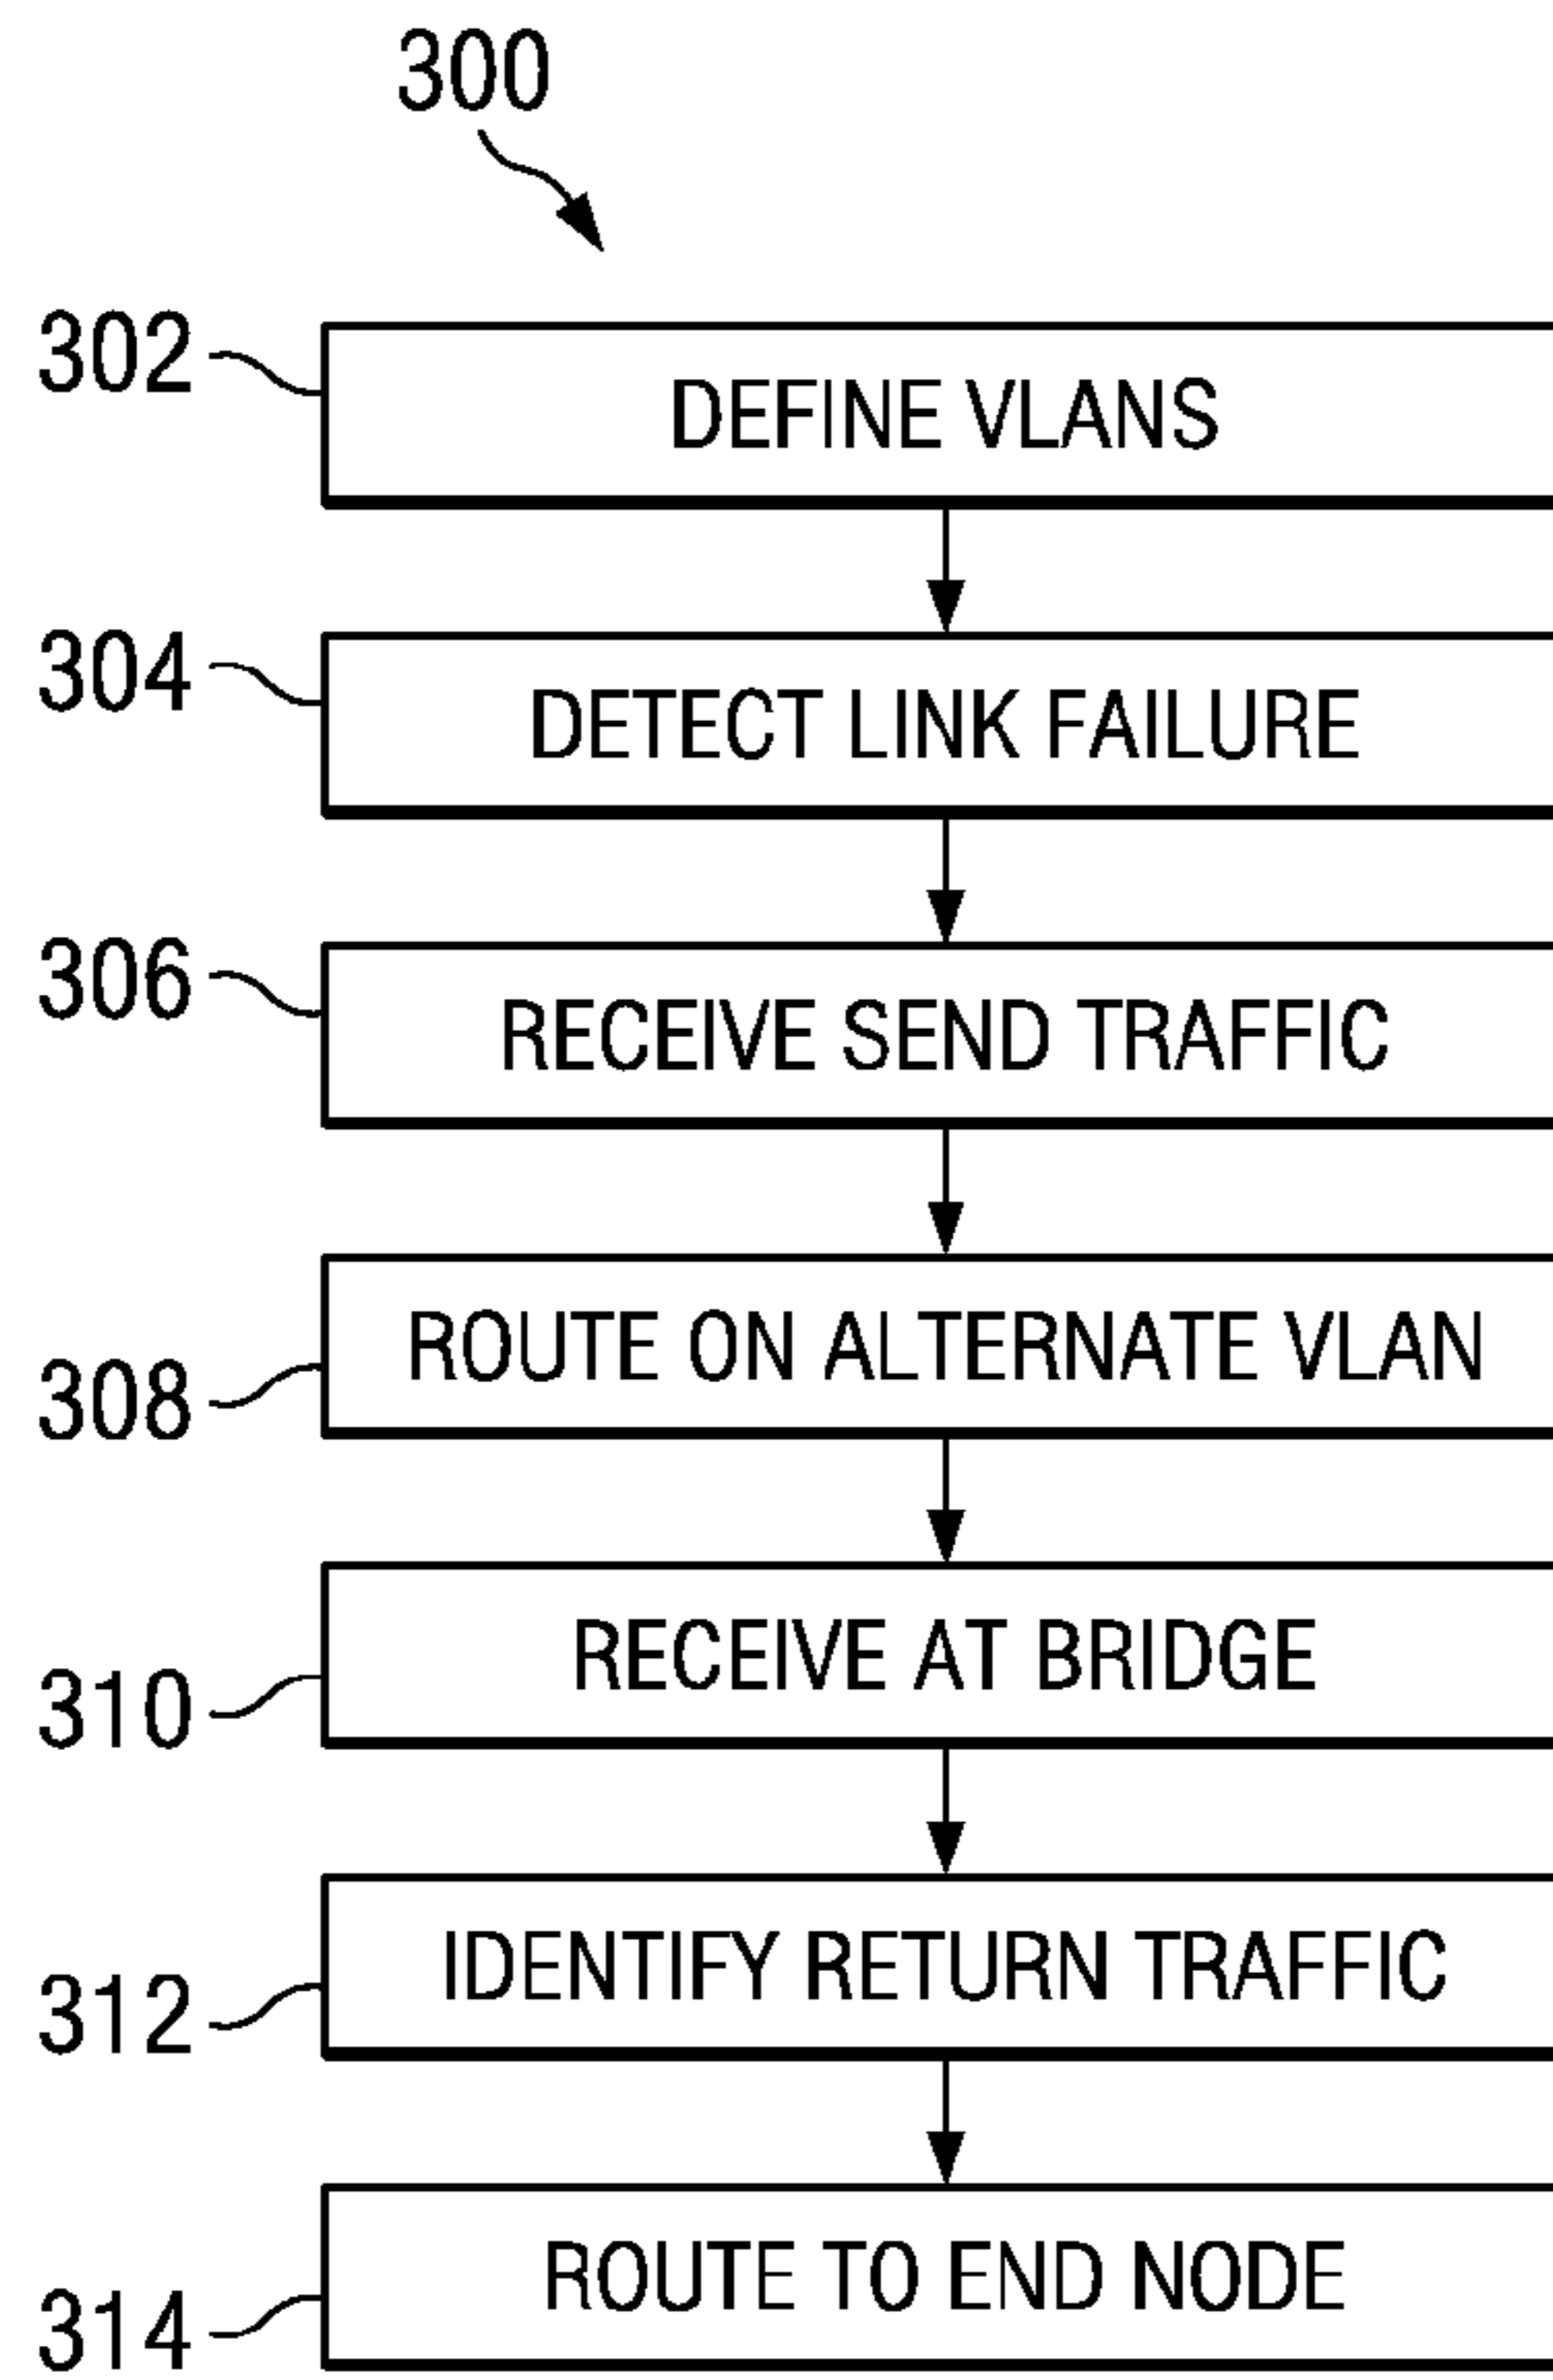 300
302
DEFINE VLANS
304
DETECT LINK FAILURE
306
RECEIVE SEND TRAFFIC
308
ROUTE ON ALTERNATE VLAN
310
RECEIVE AT BRIDGE
312
IDENTIFY RETURN TRAFFIC
314
ROUTE TO END NODE